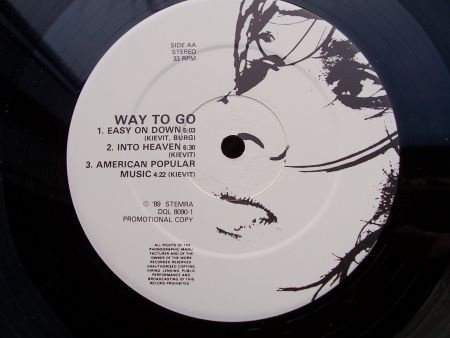 SIDE AA
STEREO
33 RPM
WAY TO GO
1. EASY ON DOWN 5:03
(KIEVIT, BURG)
2. INTO HEAVEN 6:30
(KIEVIT)
3. AMERICAN POPULAR
MUSIC 4:22 (KIEVIT)
℗ '89 STEMRA
DQL 8090-1
PROMOTIONAL COPY
ALL RIGHTS OF THE
PHONOGRAPHIC MANU
FACTURER AND OF THE
OWNER OF THE WORK
RECORDED RESERVED
UNAUTHORISED COPYING
HIRING LENDING PUBLIC
PERFORMANCE AND
BROADCASTING OF THIS
RECORD PROHIBITED